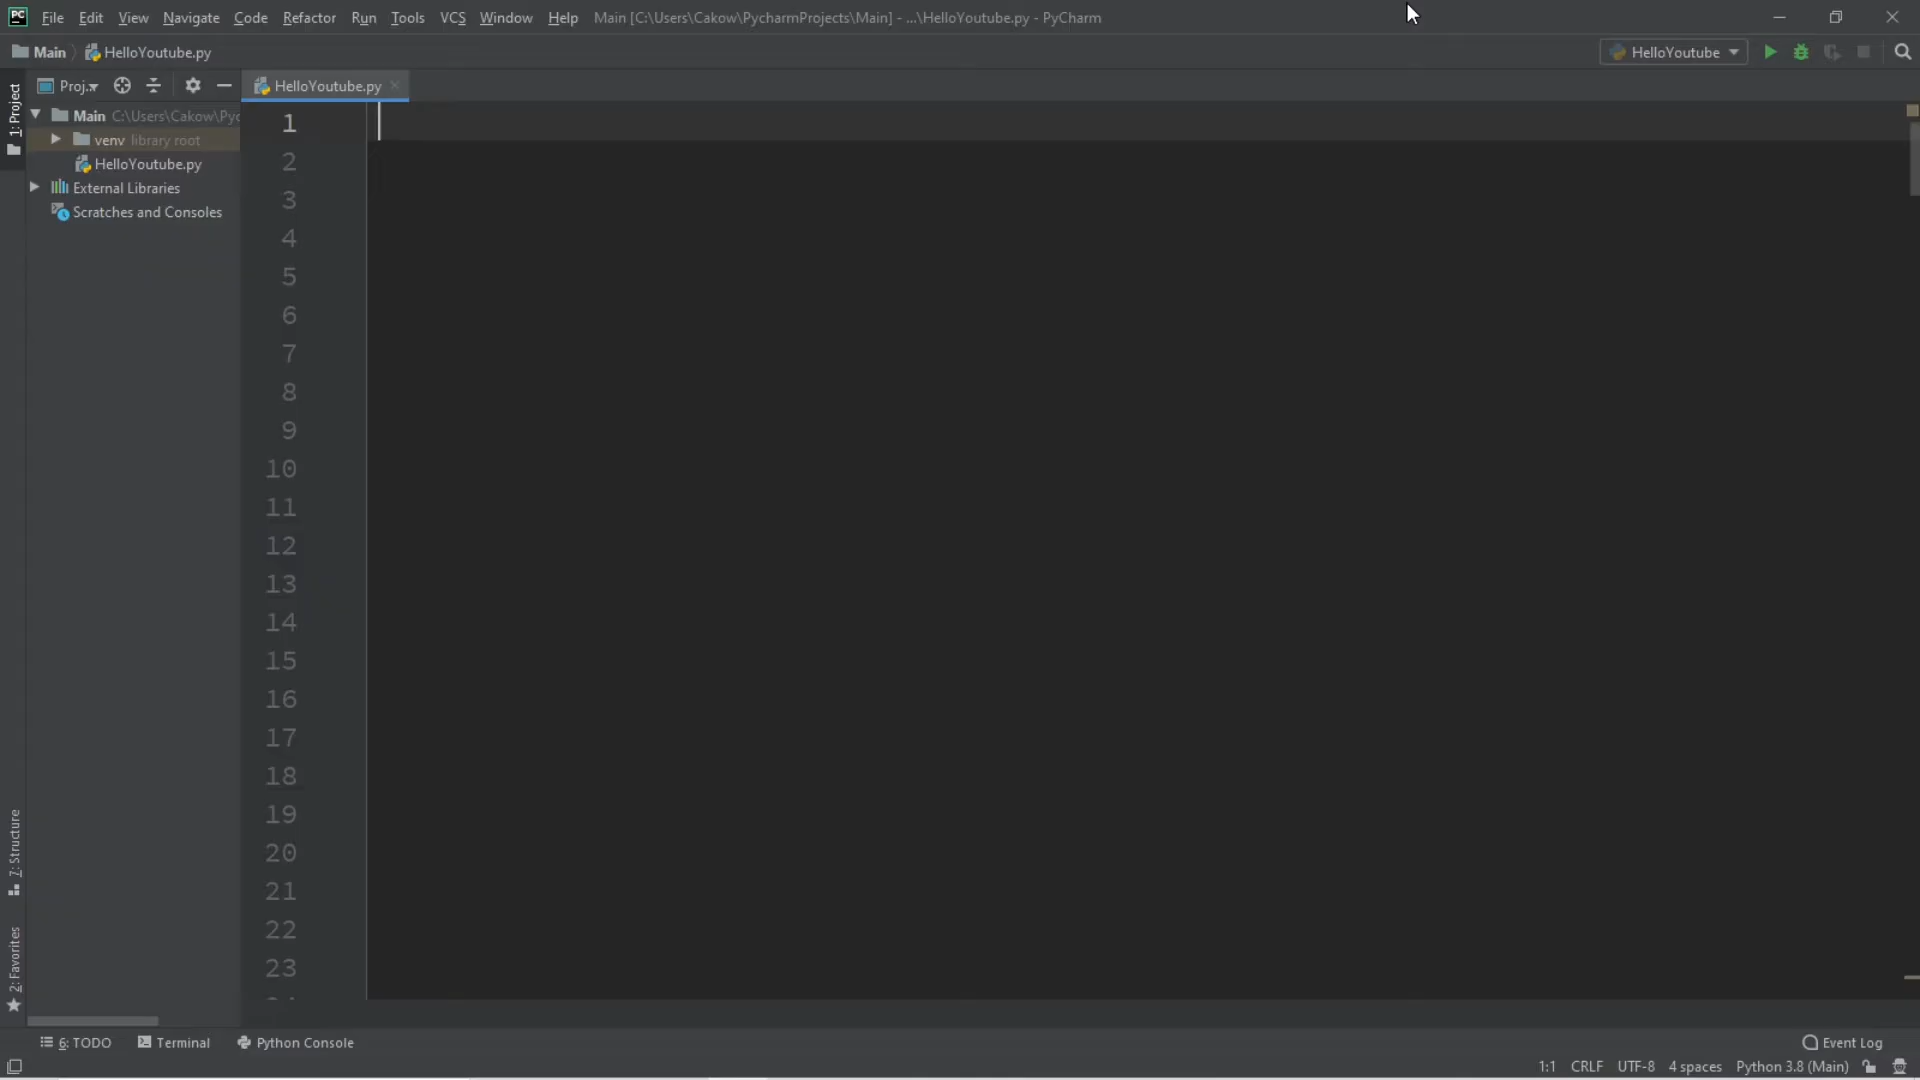 PC File Edit View Navigate Code Refactor Run Tools VCS Window Help Main [C:\Users\Cakow\PycharmProjects\Main] - ...\HelloYoutube.py - PyCharm
Main HelloYoutube.py HelloYoutube
1: Project
Proj... HelloYoutube.py
Main C:\Users\Cakow\Pyc
venv library root
HelloYoutube.py
External Libraries
Scratches and Consoles
1
2
3
4
5
6
7
8
9
10
11
12
13
14
15
16
17
18
19
20
21
22
23
7: Structure
2: Favorites
6: TODO Terminal Python Console Event Log
1:1 CRLF UTF-8 4 spaces Python 3.8 (Main)